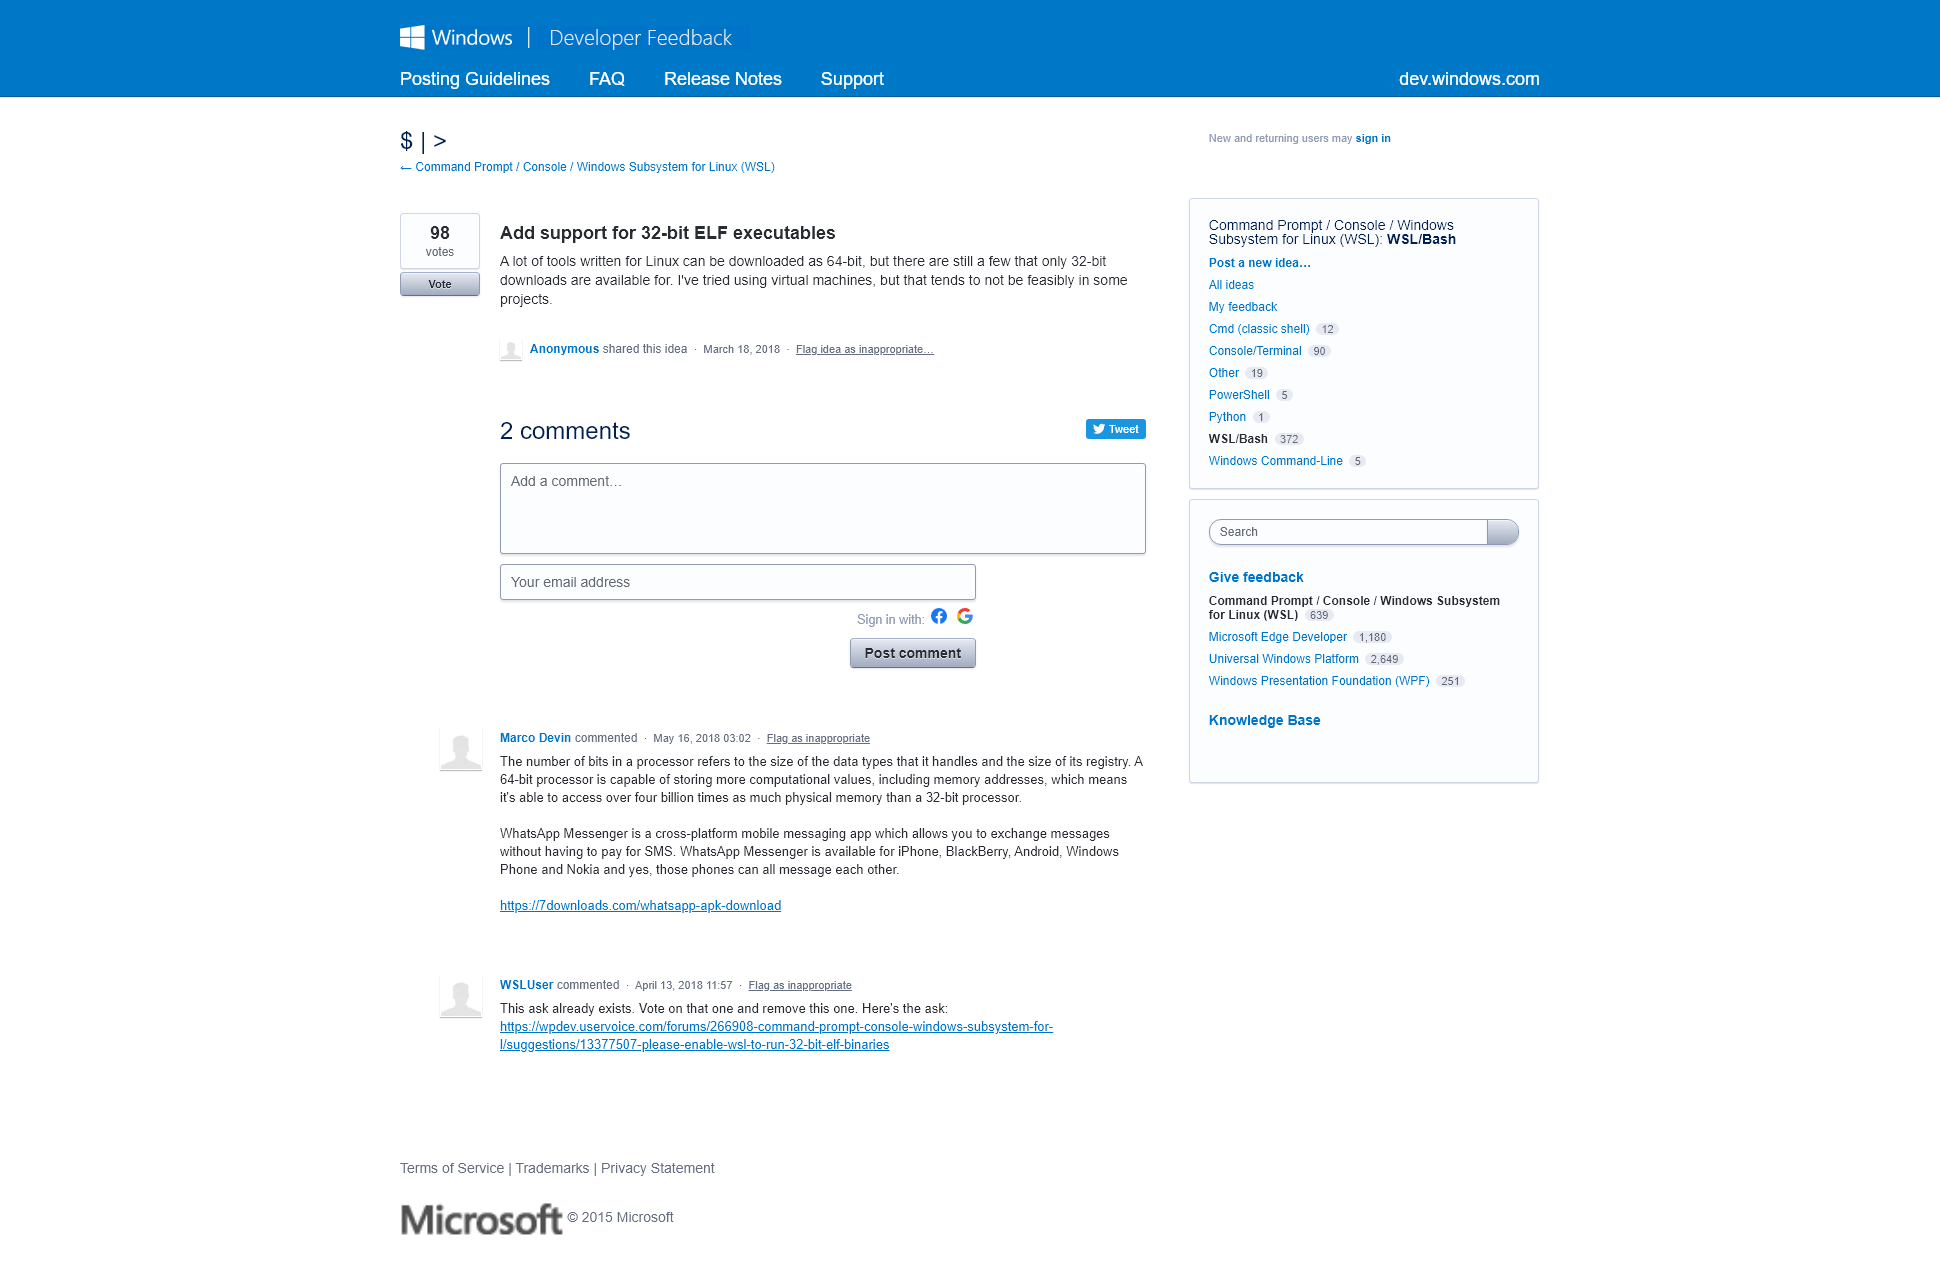 Windows | Developer Feedback
Posting Guidelines FAQ Release Notes Support dev.windows.com
$ | >
← Command Prompt / Console / Windows Subsystem for Linux (WSL)
New and returning users may sign in
98
votes
Vote
Add support for 32-bit ELF executables
A lot of tools written for Linux can be downloaded as 64-bit, but there are still a few that only 32-bit
downloads are available for. I've tried using virtual machines, but that tends to not be feasibly in some
projects.
Anonymous shared this idea · March 18, 2018 · Flag idea as inappropriate…
2 comments
Tweet
Add a comment…
Your email address
Sign in with:
Post comment
Marco Devin commented · May 16, 2018 03:02 · Flag as inappropriate
The number of bits in a processor refers to the size of the data types that it handles and the size of its registry. A
64-bit processor is capable of storing more computational values, including memory addresses, which means
it's able to access over four billion times as much physical memory than a 32-bit processor.
WhatsApp Messenger is a cross-platform mobile messaging app which allows you to exchange messages
without having to pay for SMS. WhatsApp Messenger is available for iPhone, BlackBerry, Android, Windows
Phone and Nokia and yes, those phones can all message each other.
https://7downloads.com/whatsapp-apk-download
WSLUser commented · April 13, 2018 11:57 · Flag as inappropriate
This ask already exists. Vote on that one and remove this one. Here's the ask:
https://wpdev.uservoice.com/forums/266908-command-prompt-console-windows-subsystem-for-
l/suggestions/13377507-please-enable-wsl-to-run-32-bit-elf-binaries
Command Prompt / Console / Windows
Subsystem for Linux (WSL): WSL/Bash
Post a new idea…
All ideas
My feedback
Cmd (classic shell) 12
Console/Terminal 90
Other 19
PowerShell 5
Python 1
WSL/Bash 372
Windows Command-Line 5
Search
Give feedback
Command Prompt / Console / Windows Subsystem
for Linux (WSL) 639
Microsoft Edge Developer 1,180
Universal Windows Platform 2,649
Windows Presentation Foundation (WPF) 251
Knowledge Base
Terms of Service | Trademarks | Privacy Statement
Microsoft © 2015 Microsoft